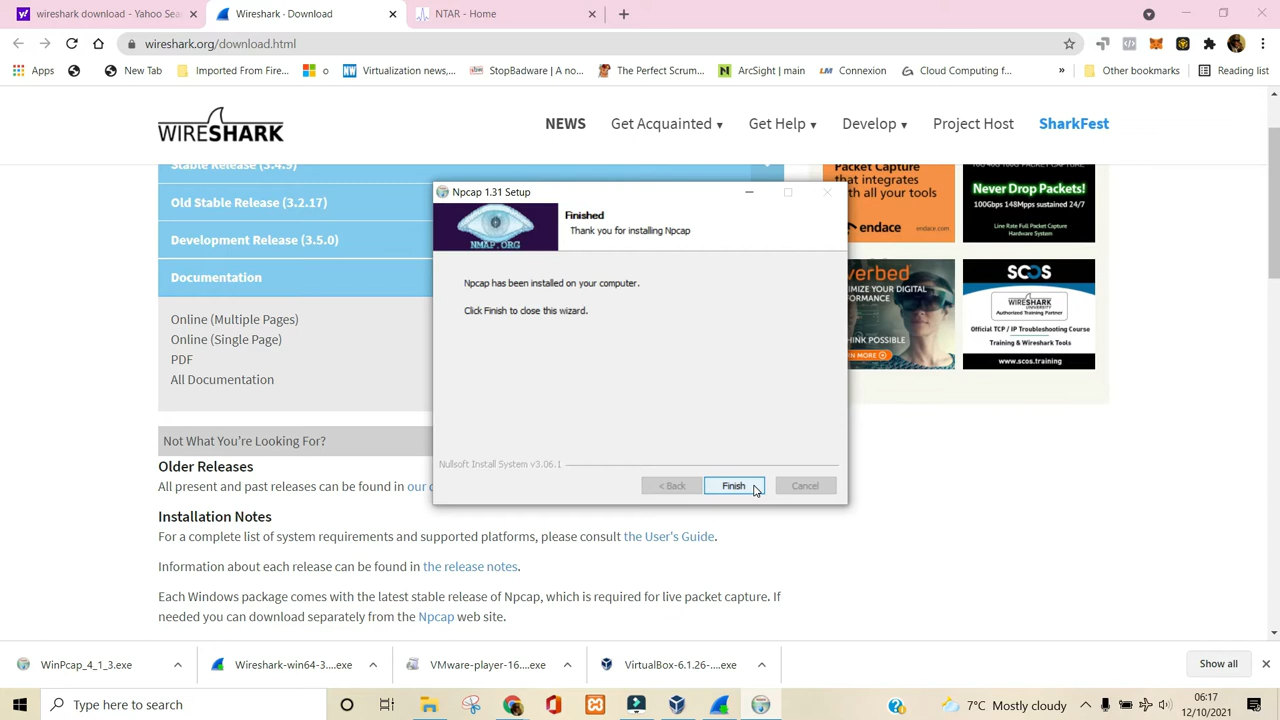 wireshark download - Yahoo Sea
Wireshark · Download
NTAR - Home
wireshark.org/download.html
Apps
New Tab
Imported From Fire...
o
Virtualization news,...
StopBadware | A no...
The Perfect Scrum...
ArcSight | main
Connexion
Cloud Computing f...
»
Other bookmarks
Reading list
WIRESHARK
NEWS
Get Acquainted ▾
Get Help ▾
Develop ▾
Project Host
SharkFest
Stable Release (3.4.9)
Old Stable Release (3.2.17)
Development Release (3.5.0)
Documentation
Online (Multiple Pages)
Online (Single Page)
PDF
All Documentation
Not What You're Looking For?
Older Releases
All present and past releases can be found in our d
Installation Notes
For a complete list of system requirements and supported platforms, please consult the User's Guide.
Information about each release can be found in the release notes.
Each Windows package comes with the latest stable release of Npcap, which is required for live packet capture. If
needed you can download separately from the Npcap web site.
Npcap 1.31 Setup
NMAP.ORG
Finished
Thank you for installing Npcap
Npcap has been installed on your computer.
Click Finish to close this wizard.
Nullsoft Install System v3.06.1
< Back
Finish
Cancel
Packet Capture
that integrates
with all your tools
endace
Never Drop Packets!
100Gbps 148Mpps sustained 24/7
Line Rate Full Packet Capture
Hardware System
endace.com
verbed
IMIZE YOUR DIGITAL
FORMANCE
HINK POSSIBLE
RN MORE
SCOS
WIRESHARK
UNIVERSITY
Authorized Training Partner
Official TCP / IP Troubleshooting Course
Training & Wireshark Tools
www.scos.training
WinPcap_4_1_3.exe
Wireshark-win64-3....exe
VMware-player-16....exe
VirtualBox-6.1.26-....exe
Show all
Type here to search
7°C Mostly cloudy
06:17
12/10/2021